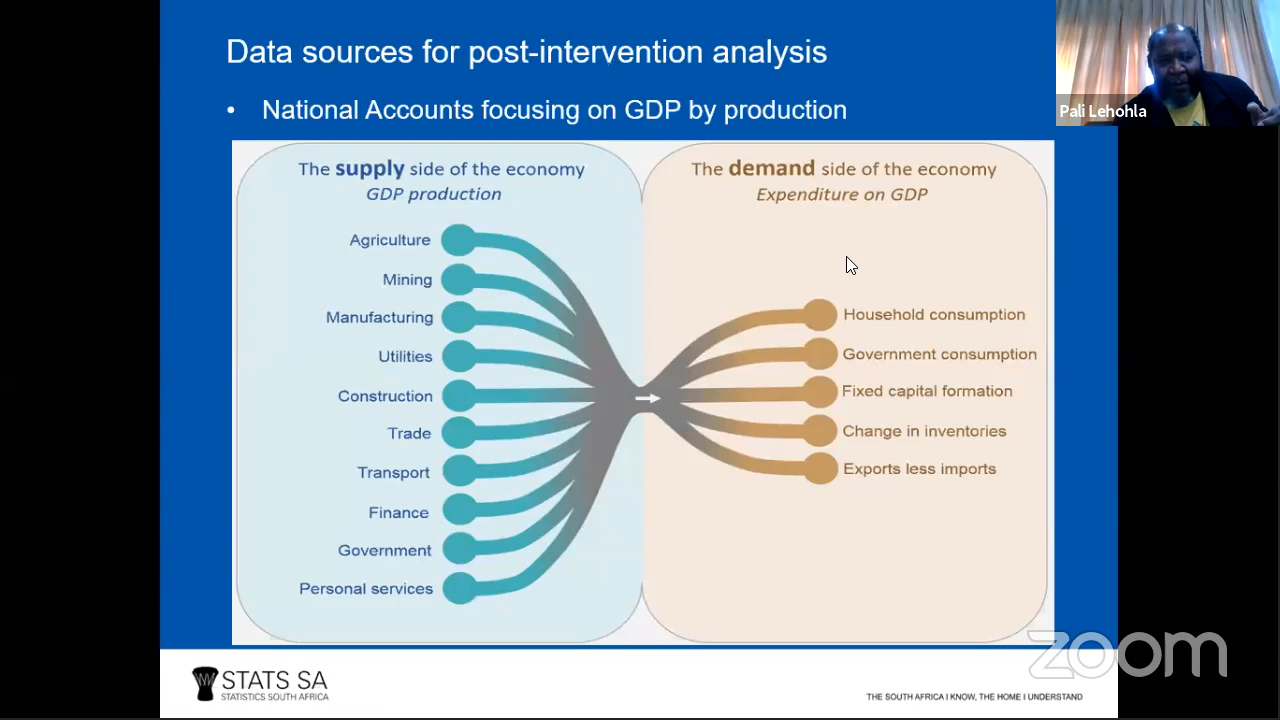 Data sources for post-intervention analysis
• National Accounts focusing on GDP by production
Pali Lehohla
The supply side of the economy
GDP production
Agriculture
Mining
Manufacturing
Utilities
Construction
Trade
Transport
Finance
Government
Personal services
The demand side of the economy
Expenditure on GDP
Household consumption
Government consumption
Fixed capital formation
Change in inventories
Exports less imports
zoom
STATS SA
STATISTICS SOUTH AFRICA
THE SOUTH AFRICA I KNOW, THE HOME I UNDERSTAND